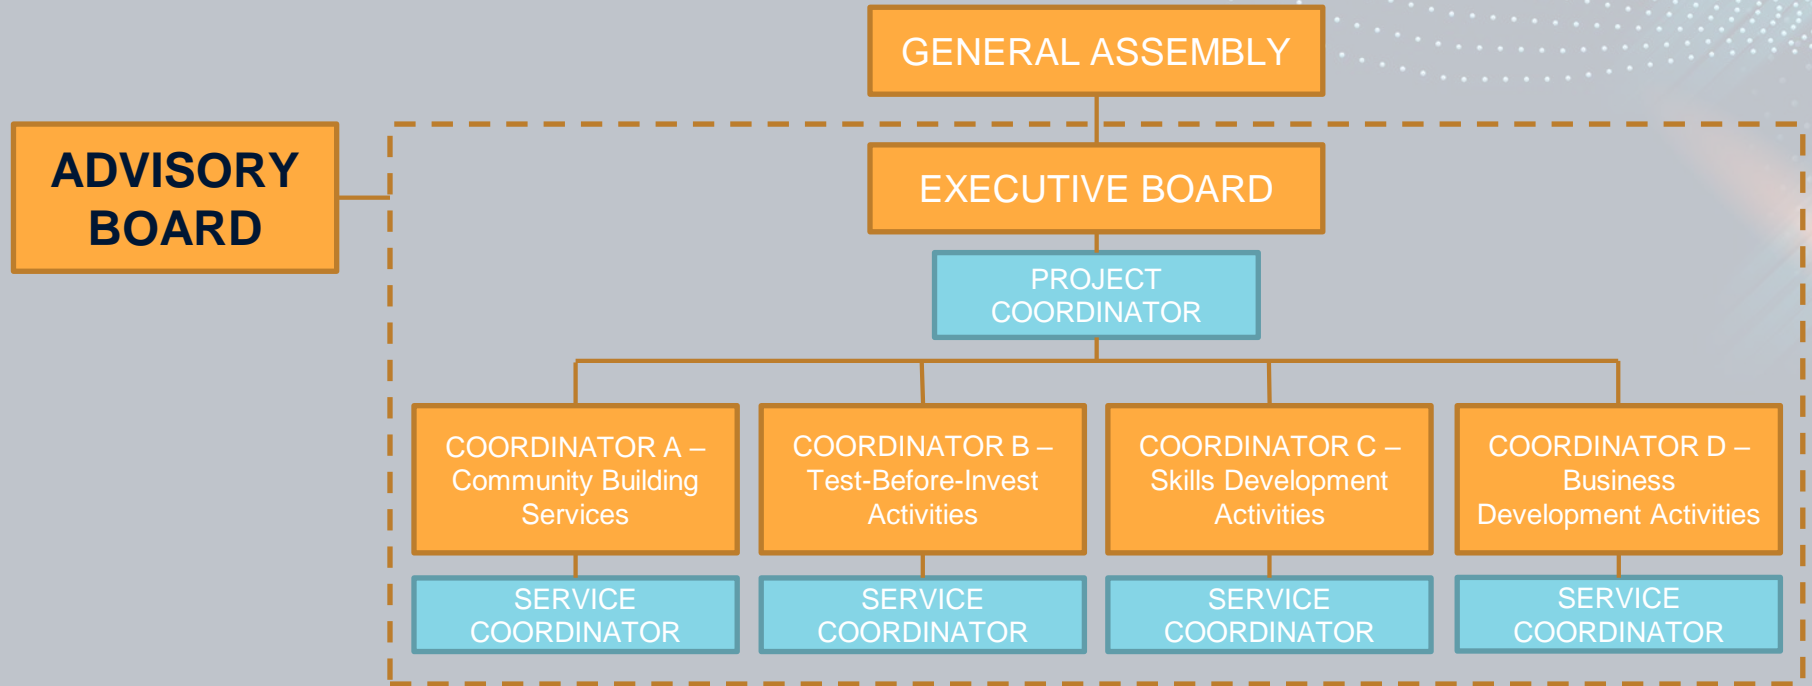 GENERAL ASSEMBLY
ADVISORY
BOARD
EXECUTIVE BOARD
PROJECT
COORDINATOR
COORDINATOR A –
Community Building
Services
COORDINATOR B –
Test-Before-Invest
Activities
COORDINATOR C –
Skills Development
Activities
COORDINATOR D –
Business
Development Activities
SERVICE
COORDINATOR
SERVICE
COORDINATOR
SERVICE
COORDINATOR
SERVICE
COORDINATOR